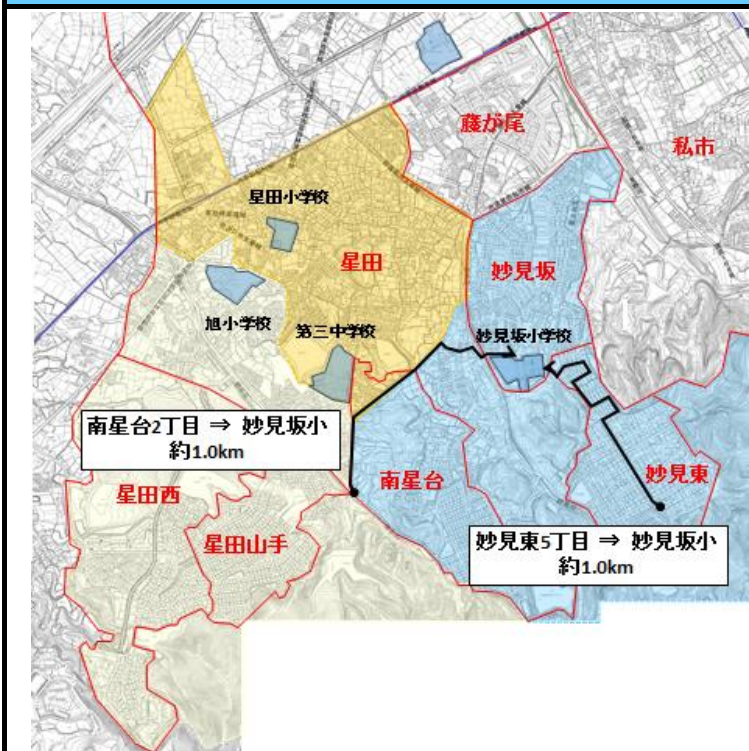 藤が尾
私市
星田小学校
星田
妙見坂
旭小学校
第三中学校
妙見坂小学校
南星台2丁目 ⇒ 妙見坂小
約1.0km
南星台
妙見東
星田西
星田山手
妙見東5丁目 ⇒ 妙見坂小
約1.0km